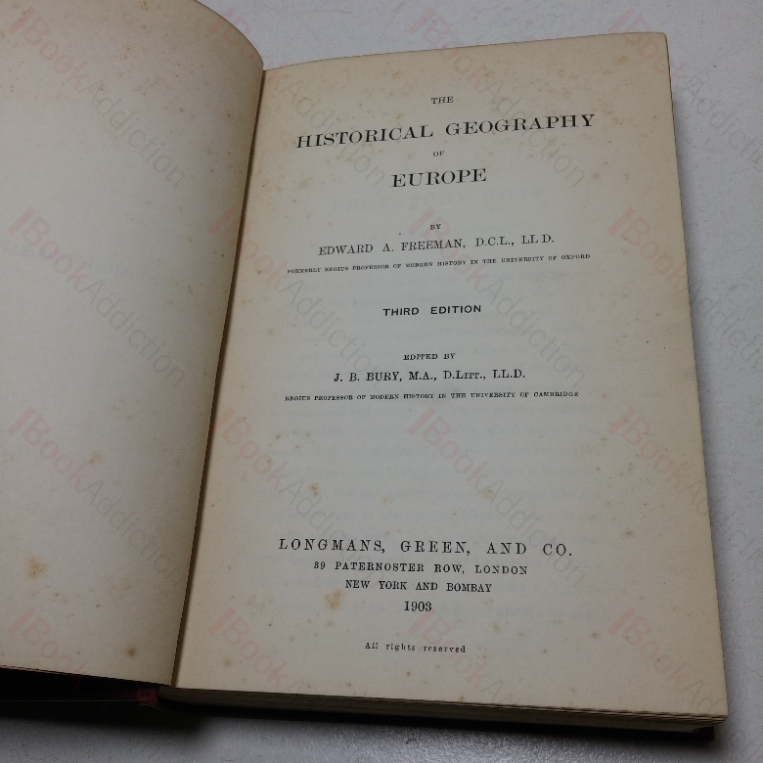 THE
HISTORICAL GEOGRAPHY
OF
EUROPE
BY
EDWARD A. FREEMAN, D.C.L., LL.D.
FORMERLY REGIUS PROFESSOR OF MODERN HISTORY IN THE UNIVERSITY OF OXFORD
THIRD EDITION
EDITED BY
J. B. BURY, M.A., D.LITT., LL.D.
REGIUS PROFESSOR OF MODERN HISTORY IN THE UNIVERSITY OF CAMBRIDGE
LONGMANS, GREEN, AND CO.
39 PATERNOSTER ROW, LONDON
NEW YORK AND BOMBAY
1903
All rights reserved
BookAddiction